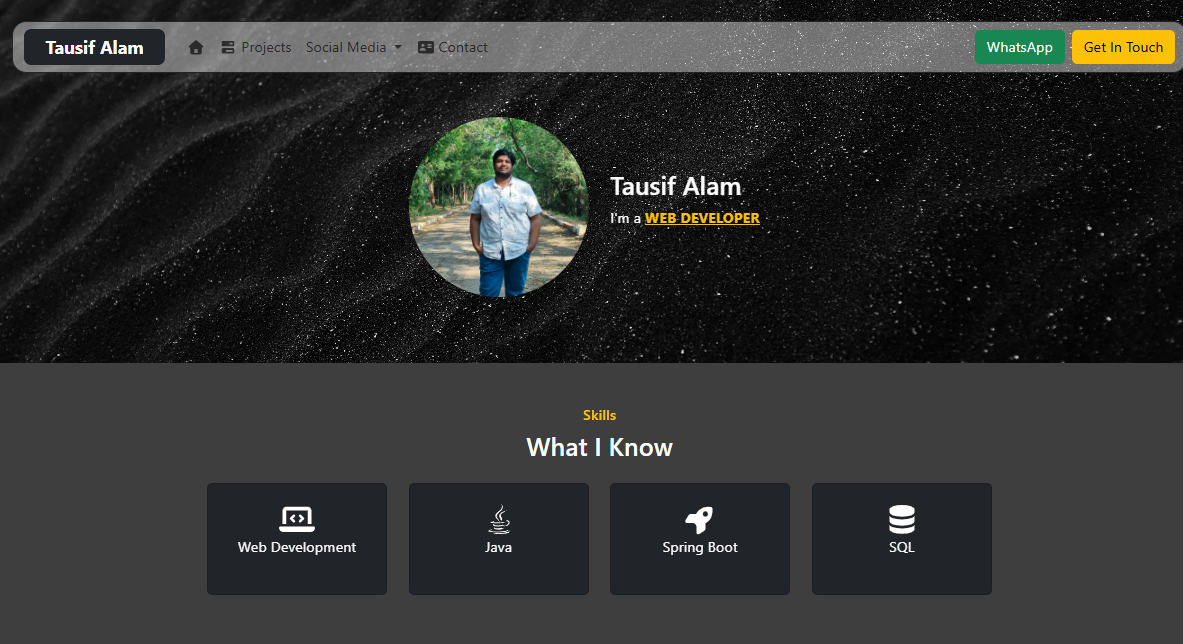 Tausif Alam Projects Social Media Contact WhatsApp Get In Touch
Tausif Alam
I'm a WEB DEVELOPER
Skills
What I Know
Web Development Java Spring Boot SQL